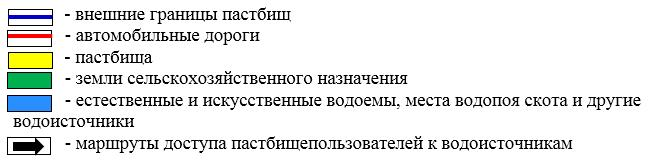 - внешние границы пастбищ
- автомобильные дороги
- пастбища
- земли сельскохозяйственного назначения
- естественные и искусственные водоемы, места водопоя скота и другие
водоисточники
- маршруты доступа пастбищепользователей к водоисточникам